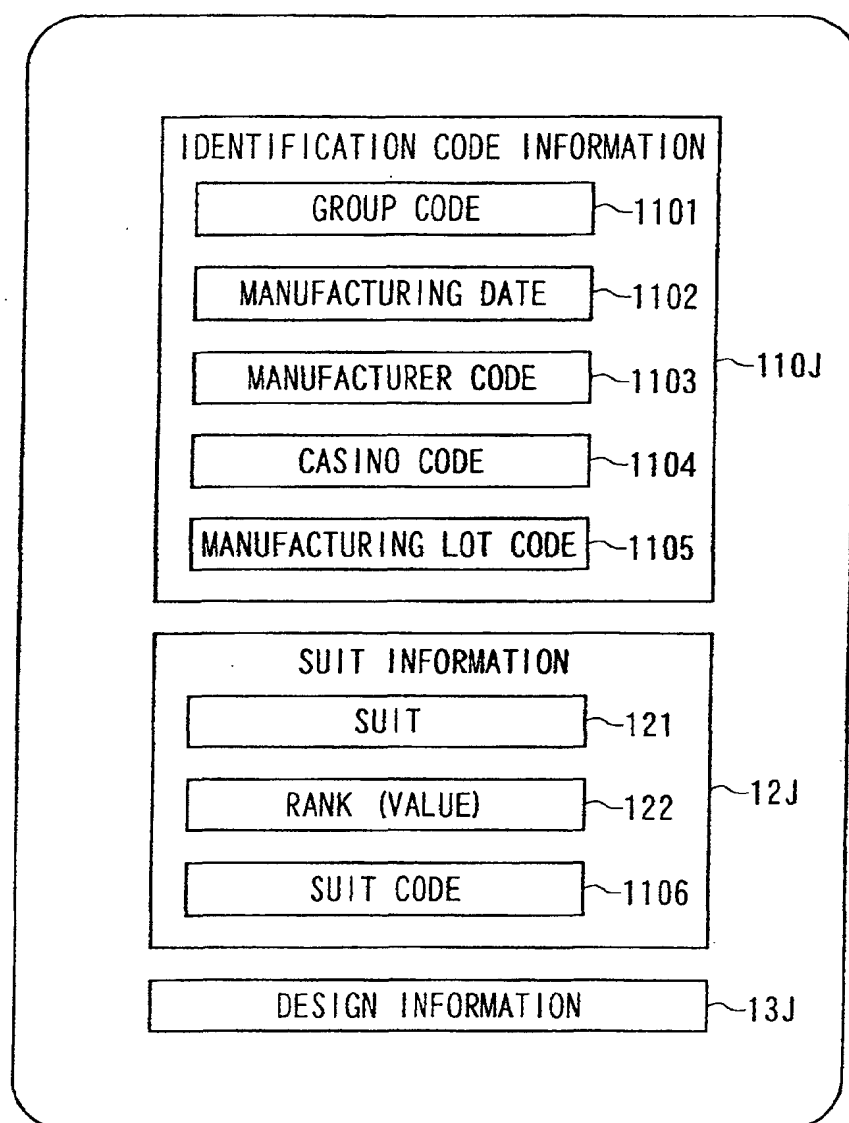 IDENTIFICATION CODE INFORMATION
GROUP CODE 1101
MANUFACTURING DATE 1102
MANUFACTURER CODE 1103
110J
CASINO CODE 1104
MANUFACTURING LOT CODE 1105
SUIT INFORMATION
SUIT 121
RANK (VALUE) 122
12J
SUIT CODE 1106
DESIGN INFORMATION 13J